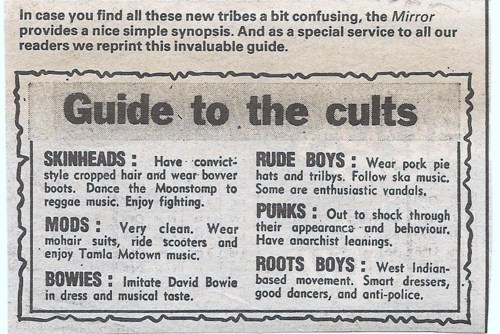 In case you find all these new tribes a bit confusing, the Mirror
provides a nice simple synopsis. And as a special service to all our
readers we reprint this invaluable guide.
Guide to the cults
SKINHEADS : Have convict-
style cropped hair and wear bovver
boots. Dance the Moonstomp to
reggae music. Enjoy fighting.
MODS : Very clean. Wear
mohair suits, ride scooters and
enjoy Tamla Motown music.
BOWIES : Imitate David Bowie
in dress and musical taste.
RUDE BOYS : Wear pork pie
hats and trilbys. Follow ska music.
Some are enthusiastic vandals.
PUNKS : Out to shock through
their appearance and behaviour.
Have anarchist leanings.
ROOTS BOYS : West Indian-
based movement. Smart dressers,
good dancers, and anti-police.